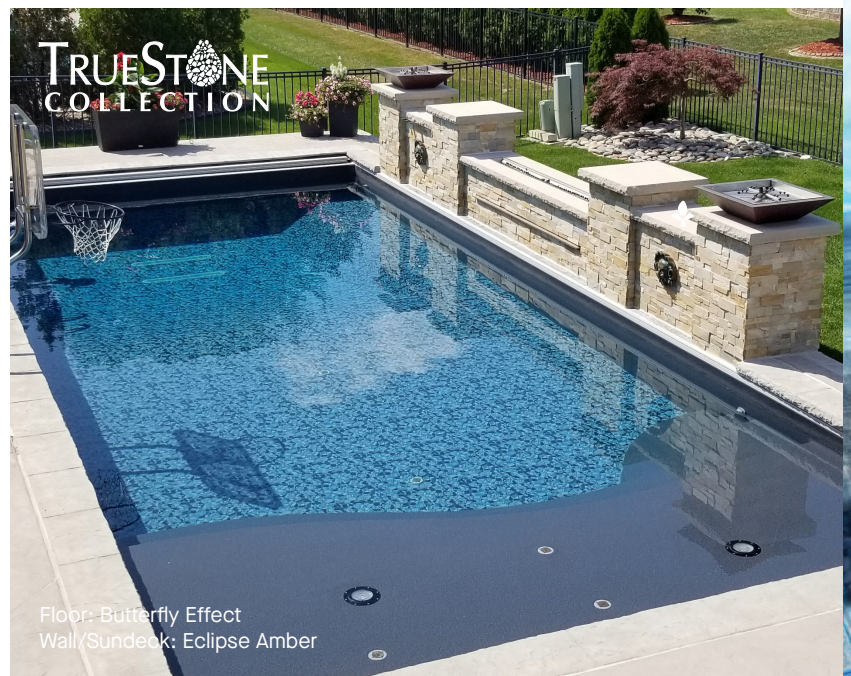 TRUESTONE
COLLECTION
Floor: Butterfly Effect
Wall/Sundeck: Eclipse Amber